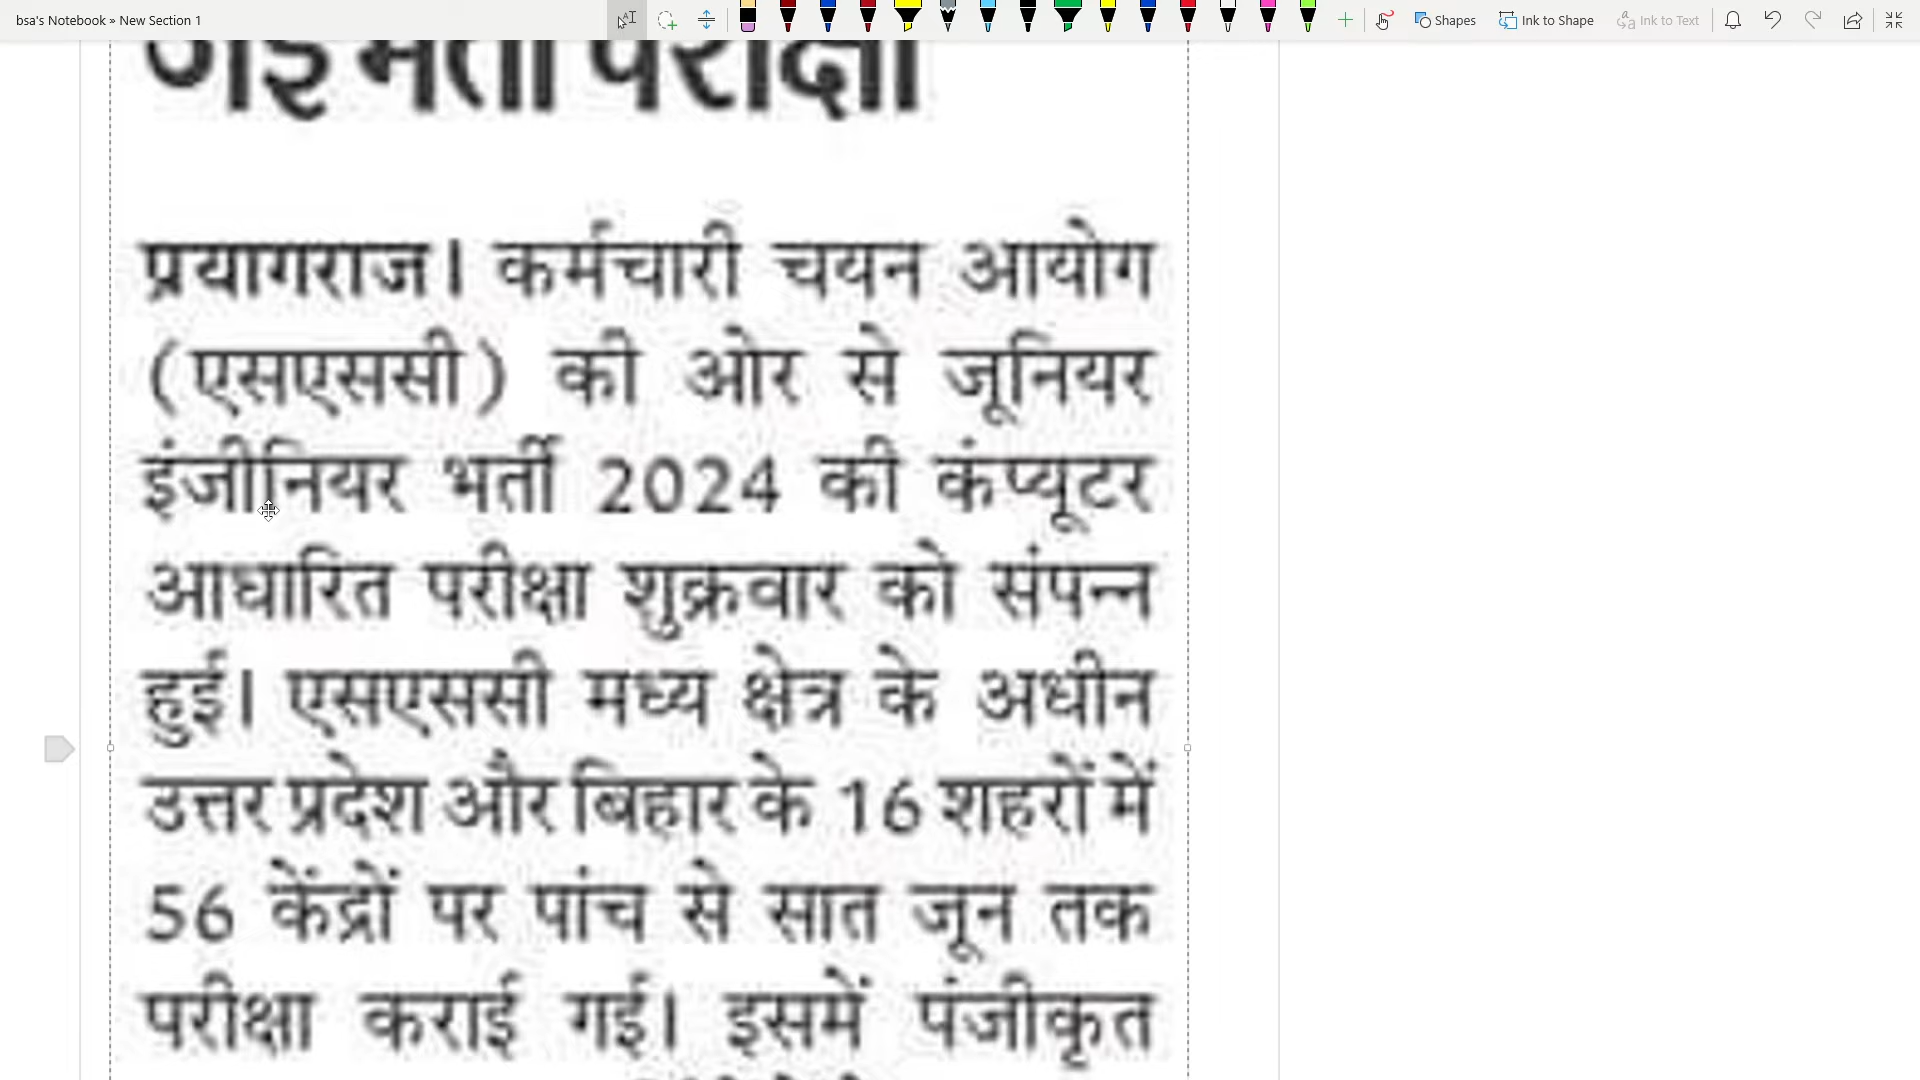 bsa's Notebook » New Section 1
Shapes
Ink to Shape
Ink to Text
भर्ती परीक्षा
प्रयागराज। कर्मचारी चयन आयोग
(एसएससी) की ओर से जूनियर
इंजीनियर भर्ती 2024 की कंप्यूटर
आधारित परीक्षा शुक्रवार को संपन्न
हुई। एसएससी मध्य क्षेत्र के अधीन
उत्तर प्रदेश और बिहार के 16 शहरों में
56 केंद्रों पर पांच से सात जून तक
परीक्षा कराई गई। इसमें पंजीकृत